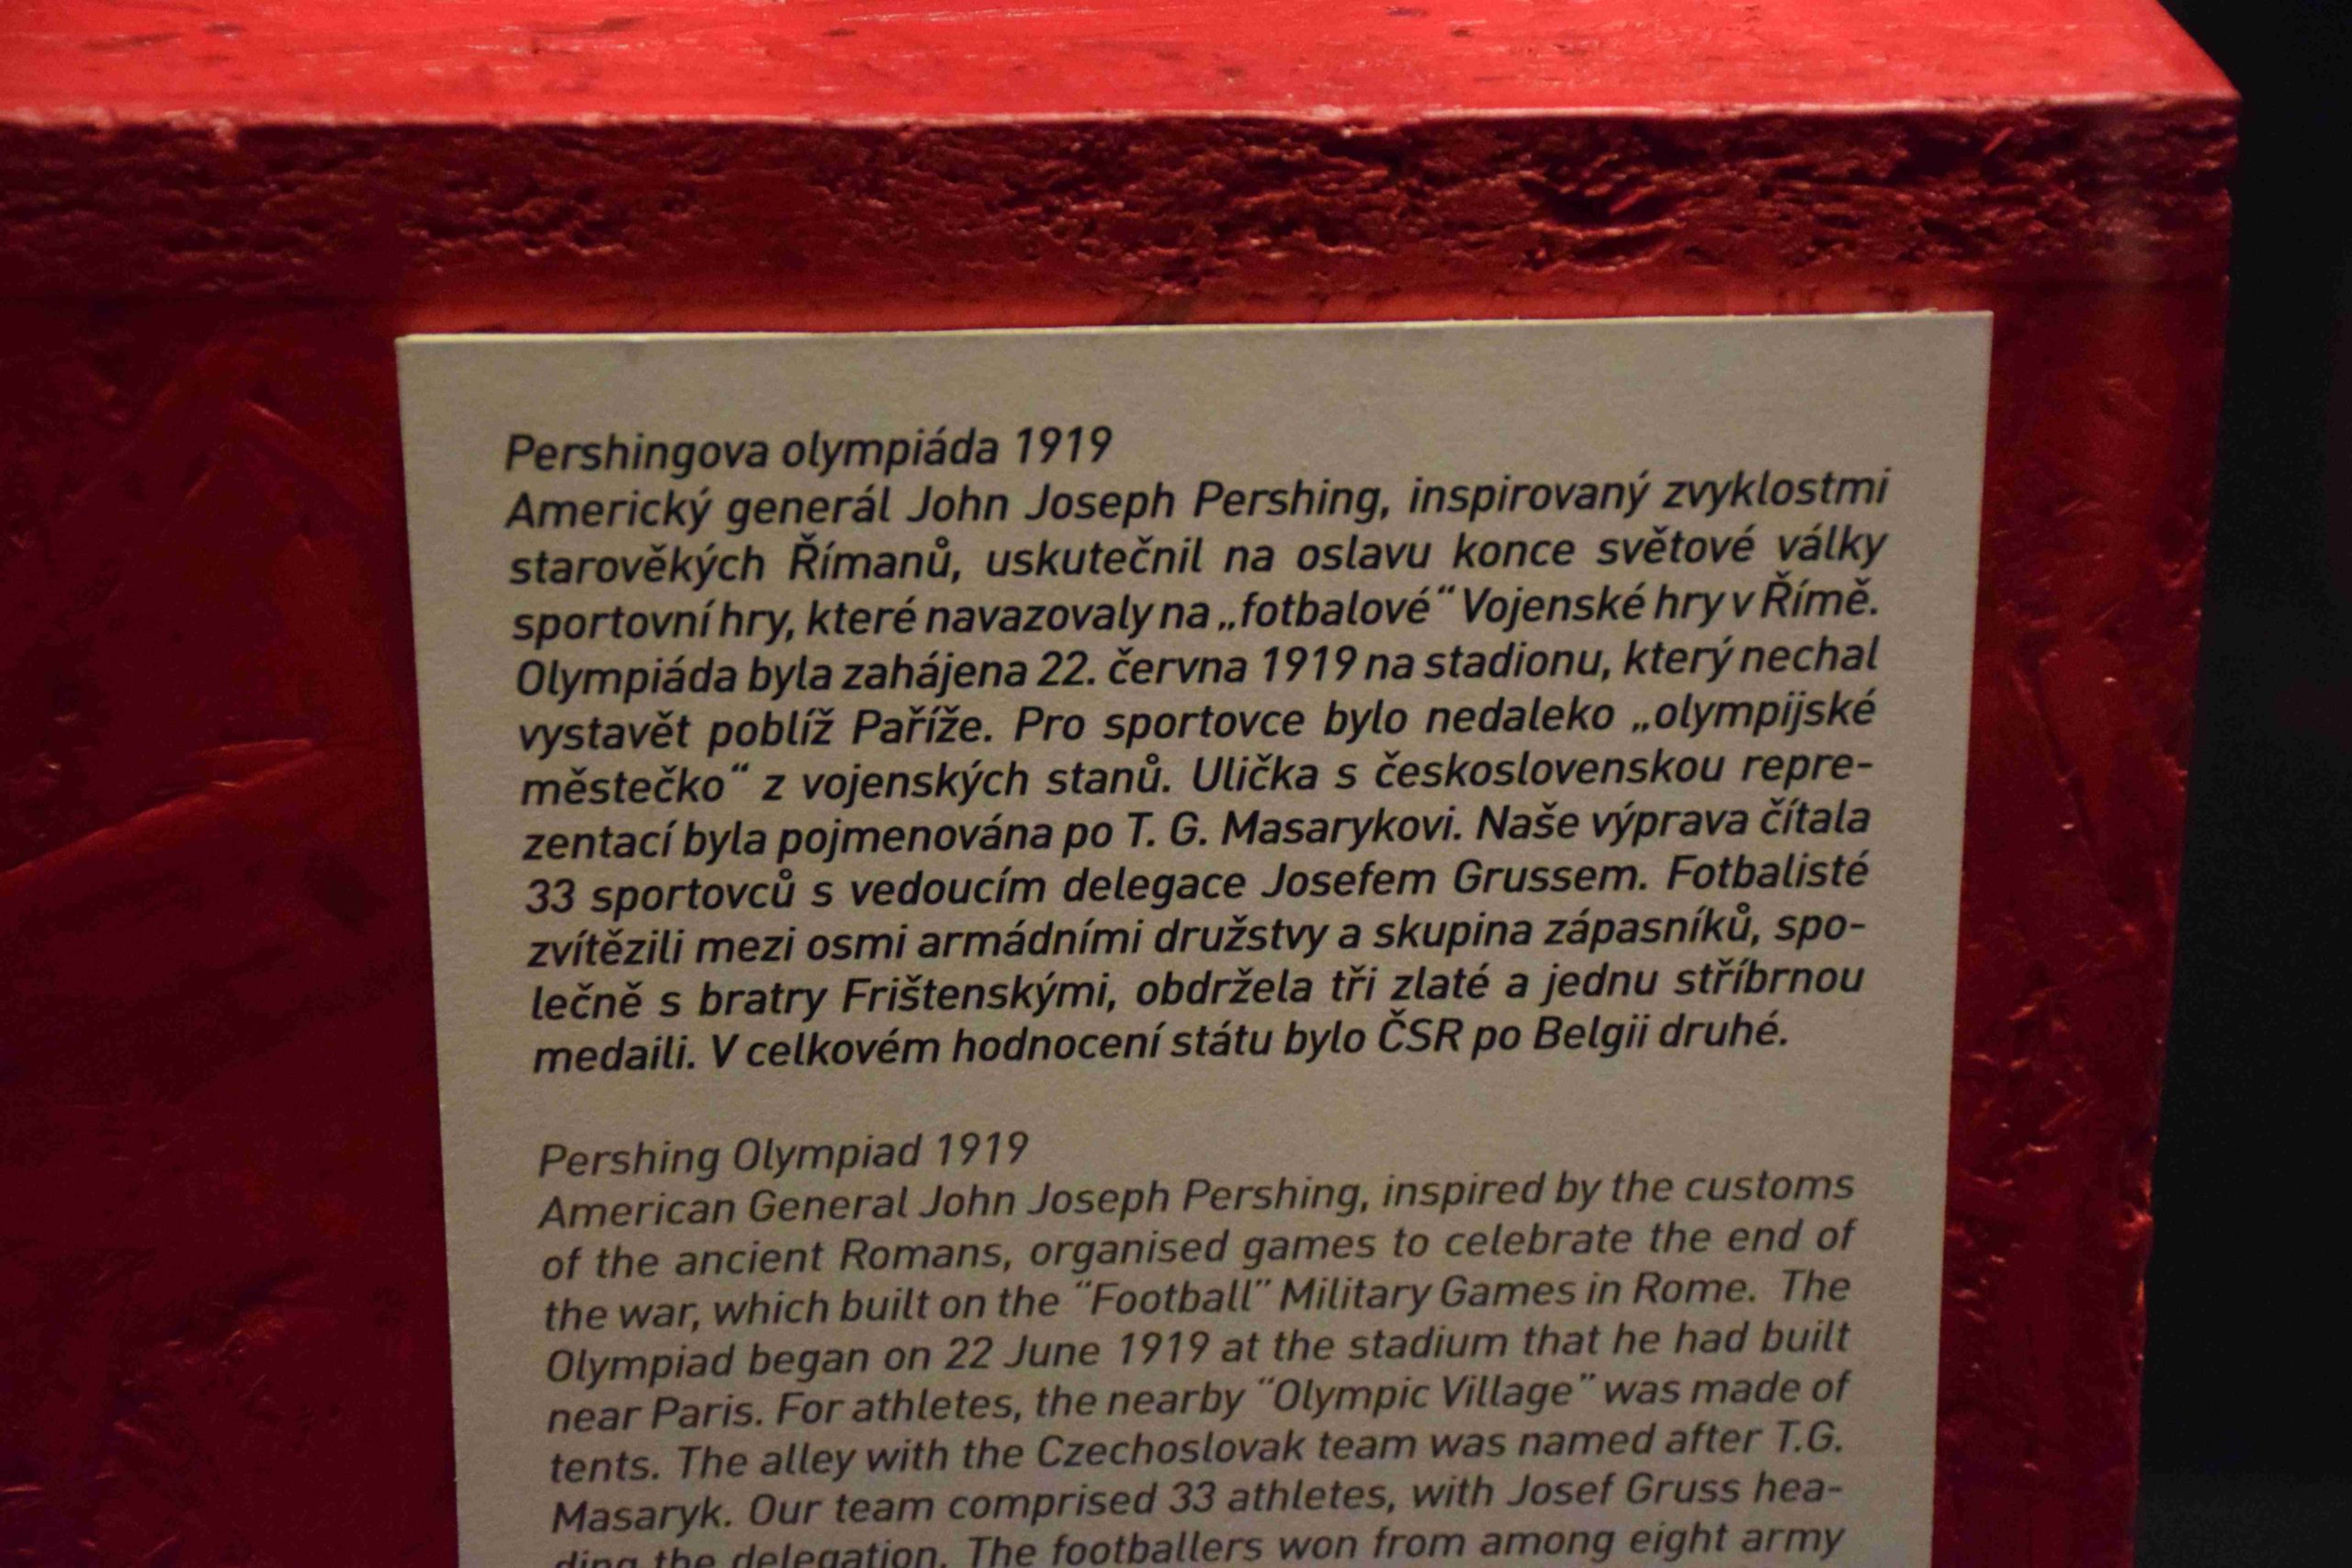 Pershingova olympiáda 1919
Americký generál John Joseph Pershing, inspirovaný zvyklostmi
starověkých Římanů, uskutečnil na oslavu konce světové války
sportovní hry, které navazovaly na „fotbalové“ Vojenské hry v Římě.
Olympiáda byla zahájena 22. června 1919 na stadionu, který nechal
vystavět poblíž Paříže. Pro sportovce bylo nedaleko „olympijské
městečko“ z vojenských stanů. Ulička s československou repre-
zentací byla pojmenována po T. G. Masarykovi. Naše výprava čítala
33 sportovců s vedoucím delegace Josefem Grussem. Fotbalisté
zvítězili mezi osmi armádními družstvy a skupina zápasníků, spo-
lečně s bratry Frištenskými, obdržela tři zlaté a jednu stříbrnou
medaili. V celkovém hodnocení státu bylo ČSR po Belgii druhé.
Pershing Olympiad 1919
American General John Joseph Pershing, inspired by the customs
of the ancient Romans, organised games to celebrate the end of
the war, which built on the “Football” Military Games in Rome. The
Olympiad began on 22 June 1919 at the stadium that he had built
near Paris. For athletes, the nearby “Olympic Village” was made of
tents. The alley with the Czechoslovak team was named after T.G.
Masaryk. Our team comprised 33 athletes, with Josef Gruss hea-
ding the delegation. The footballers won from among eight army